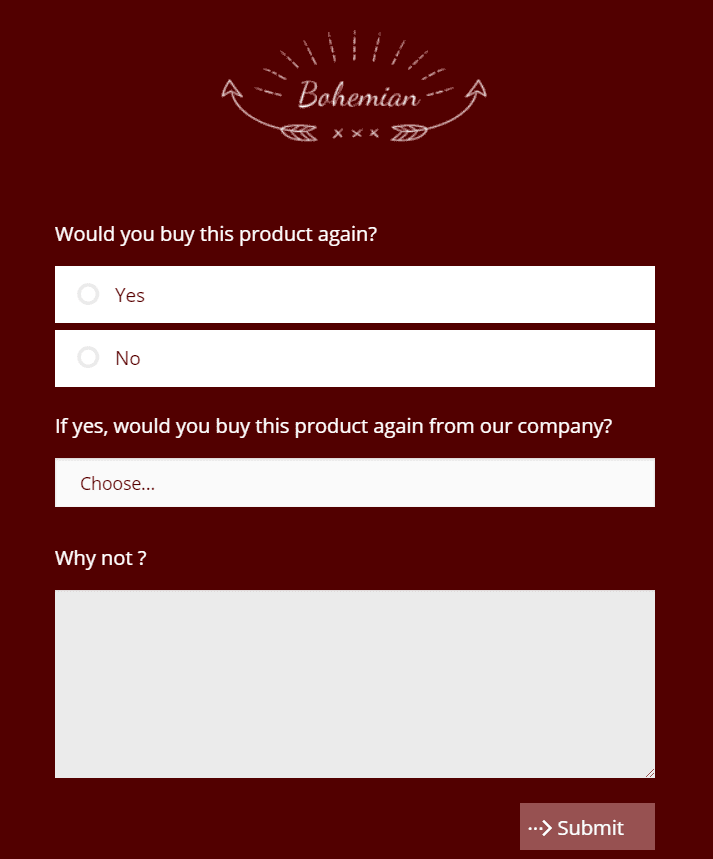 Bohemian
x x x
Would you buy this product again?
Yes
No
If yes, would you buy this product again from our company?
Choose...
Why not ?
Submit